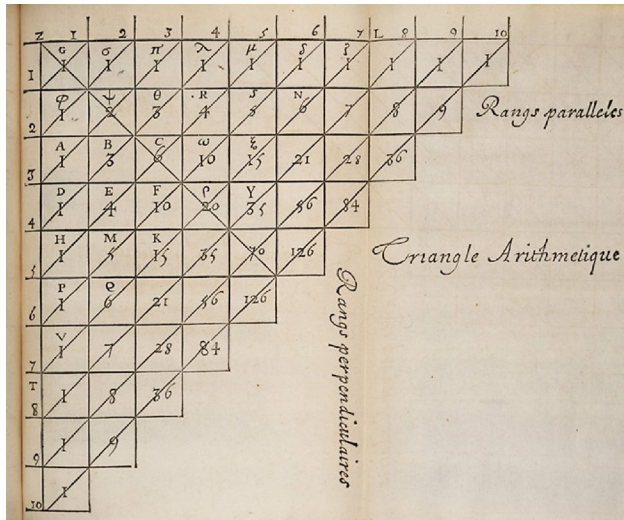 Z 1 2 3 4 5 6 7 L 8 9 10
G σ π λ μ δ ζ
1 1 1 1 1 1 1 1 1 1 1
φ ψ θ R S N
2 1 2 3 4 5 6 7 8 9 Rangs paralleles
A B C ω ξ
3 1 3 6 10 15 21 28 36
D E F ρ Y
4 1 4 10 20 35 56 84
H M K
5 1 5 15 35 70 126 Triangle Arithmetique
P Q
6 1 6 21 56 126
V
7 1 7 28 84
T
8 1 8 36
9 1 9
10 1
Rangs perpendiculaires